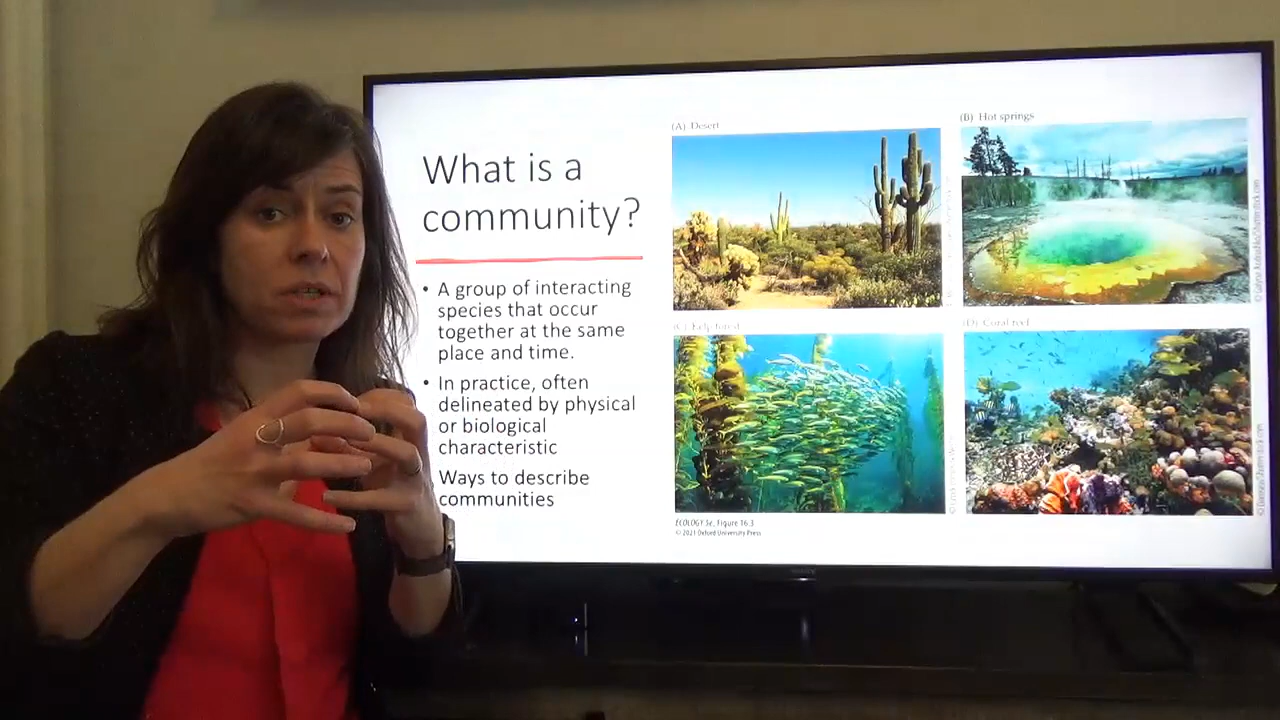 What is a
community?
• A group of interacting
species that occur
together at the same
place and time.
• In practice, often
delineated by physical
or biological
characteristic
Ways to describe
communities
(A) Desert
(B) Hot springs
(C) Kelp forest
(D) Coral reef
ECOLOGY 5e, Figure 16.3
© 2021 Oxford University Press